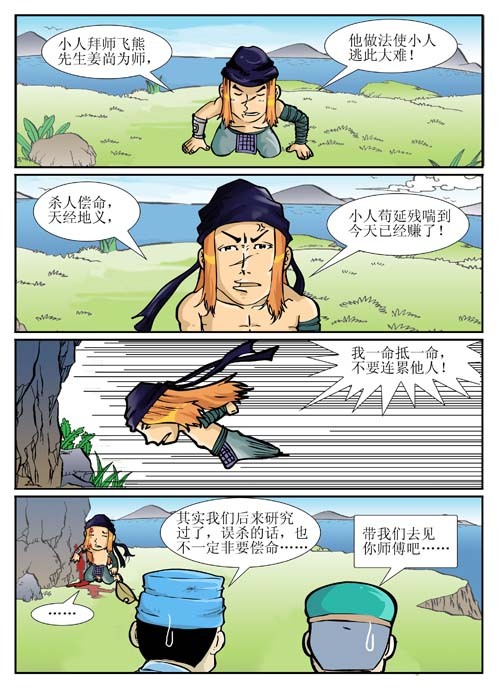 小人拜师飞熊
先生姜尚为师，
他做法使小人
逃此大难！
杀人偿命，
天经地义，
小人苟延残喘到
今天已经赚了！
我一命抵一命，
不要连累他人！
其实我们后来研究
过了，误杀的话，也
不一定非要偿命……
带我们去见
你师傅吧……
……